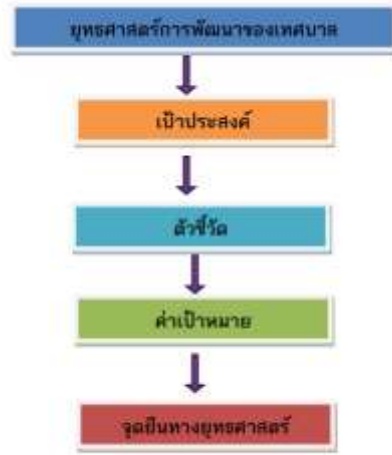 ยุทธศาสตร์การพัฒนาของเทศบาล
เป้าประสงค์
ตัวชี้วัด
ค่าเป้าหมาย
จุดยืนทางยุทธศาสตร์